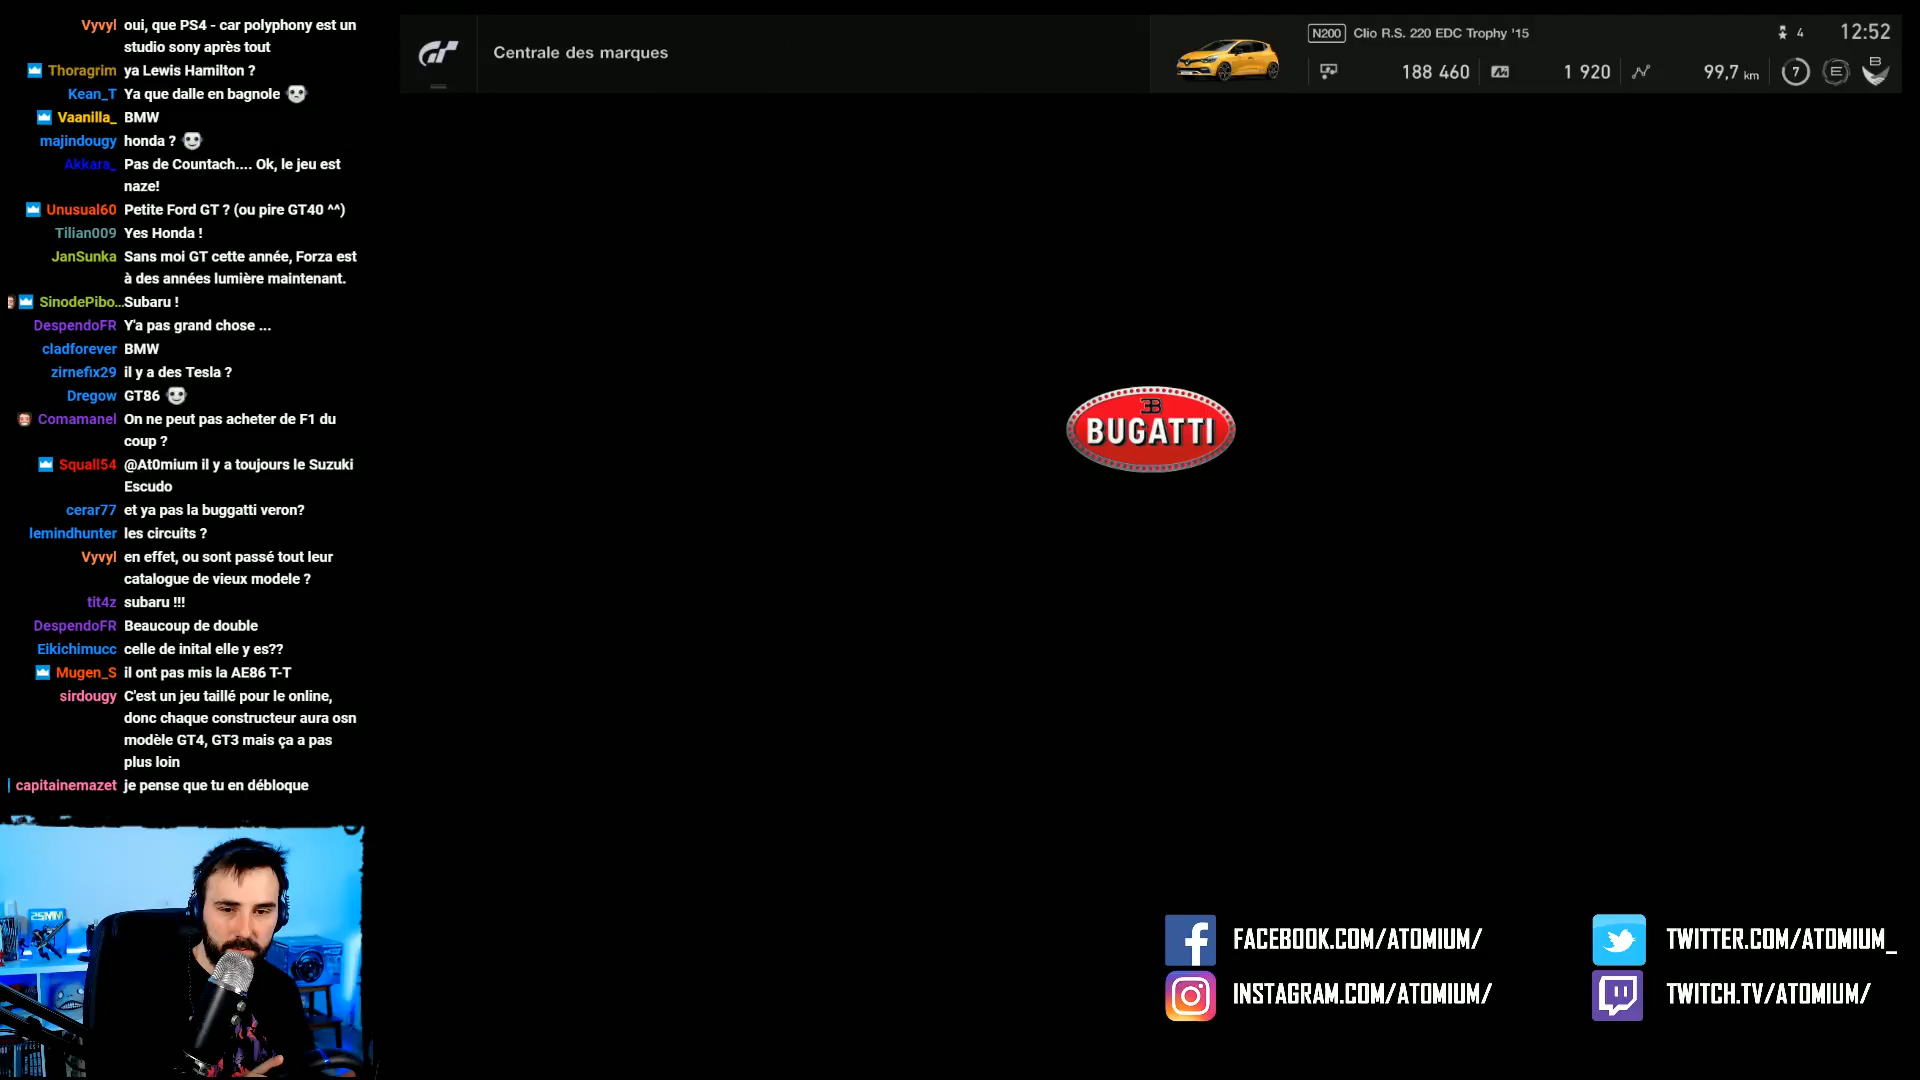 Vyvyl oui, que PS4 - car polyphony est un
studio sony après tout
Thoragrim ya Lewis Hamilton ?
Kean_T Ya que dalle en bagnole
Vaanilla_ BMW
majindougy honda ?
Akkara_ Pas de Countach.... Ok, le jeu est
naze!
Unusual60 Petite Ford GT ? (ou pire GT40 ^^)
Tilian009 Yes Honda !
JanSunka Sans moi GT cette année, Forza est
à des années lumière maintenant.
SinodePibo... Subaru !
DespendoFR Y'a pas grand chose ...
cladforever BMW
zirnefix29 il y a des Tesla ?
Dregow GT86
Comamanel On ne peut pas acheter de F1 du
coup ?
Squall54 @At0mium il y a toujours le Suzuki
Escudo
cerar77 et ya pas la buggatti veron?
lemindhunter les circuits ?
Vyvyl en effet, ou sont passé tout leur
catalogue de vieux modele ?
tit4z subaru !!!
DespendoFR Beaucoup de double
Eikichimucc celle de inital elle y es??
Mugen_S il ont pas mis la AE86 T-T
sirdougy C'est un jeu taillé pour le online,
donc chaque constructeur aura osn
modèle GT4, GT3 mais ça a pas
plus loin
capitainemazet je pense que tu en débloque
Centrale des marques
N200 Clio R.S. 220 EDC Trophy '15
4 12:52
188 460 1 920 99,7 km 7 E B
EB
BUGATTI
25MM
FACEBOOK.COM/ATOMIUM/
TWITTER.COM/ATOMIUM_
INSTAGRAM.COM/ATOMIUM/
TWITCH.TV/ATOMIUM/